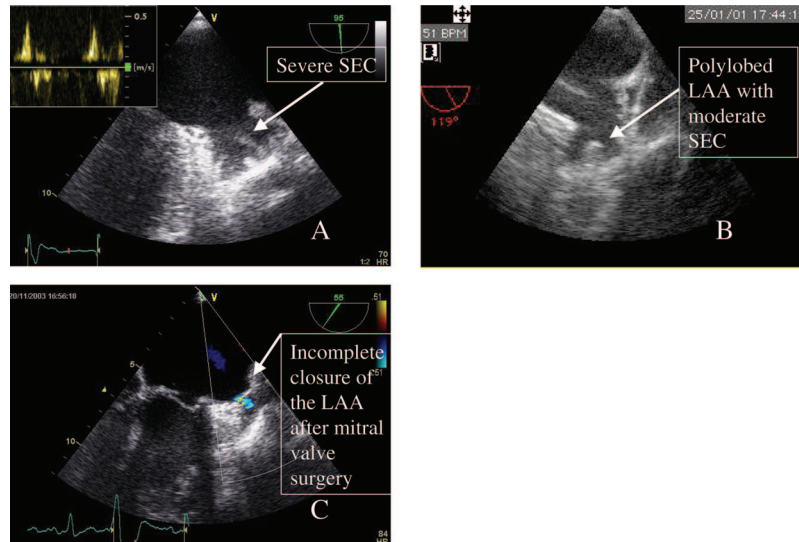 0.5
[m/s]
V
95
Severe SEC
10
A
70
1:2 HR
25/01/01 17:44:1
51 BPM
119°
Polylobed
LAA with
moderate
SEC
B
20/11/2003 16:56:18
V
55
.51
.51
5
10
Incomplete
closure of
the LAA
after mitral
valve
surgery
C
84
HR